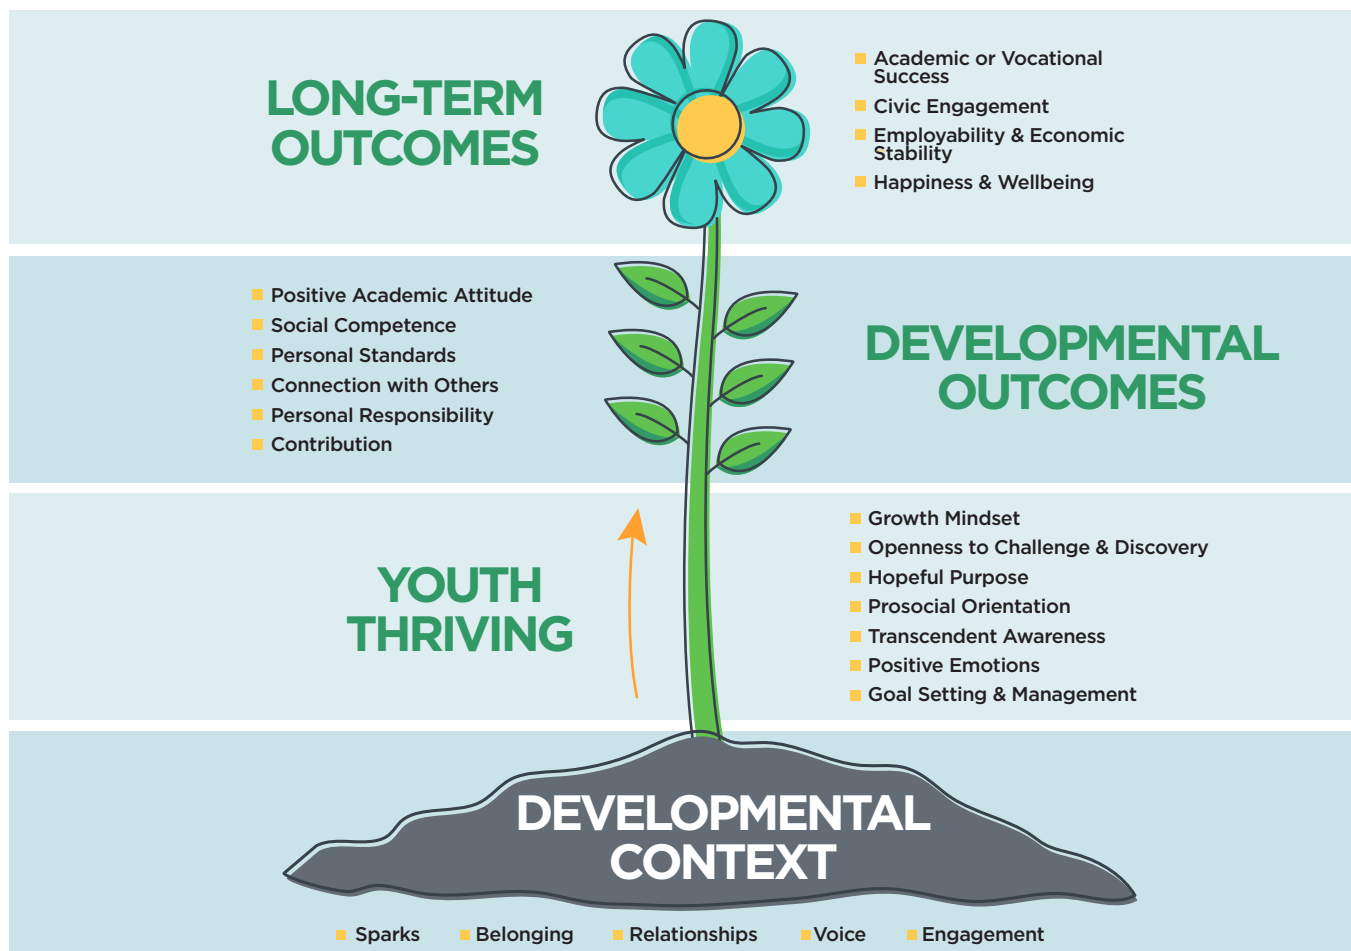 LONG-TERM
OUTCOMES
Academic or Vocational
Success
Civic Engagement
Employability & Economic
Stability
Happiness & Wellbeing
Positive Academic Attitude
Social Competence
Personal Standards
Connection with Others
Personal Responsibility
Contribution
DEVELOPMENTAL
OUTCOMES
YOUTH
THRIVING
Growth Mindset
Openness to Challenge & Discovery
Hopeful Purpose
Prosocial Orientation
Transcendent Awareness
Positive Emotions
Goal Setting & Management
DEVELOPMENTAL
CONTEXT
Sparks Belonging Relationships Voice Engagement